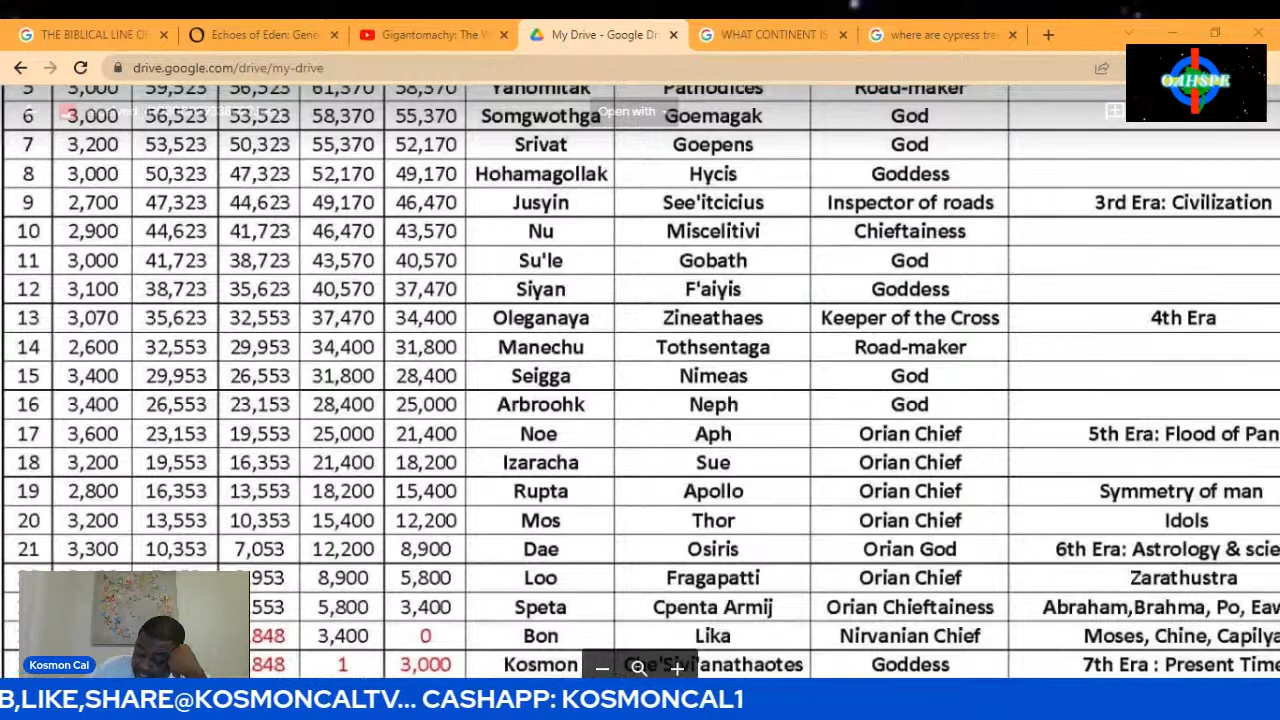 THE BIBLICAL LINE OF Echoes of Eden: Gene Gigantomachy: The W My Drive - Google Dr WHAT CONTINENT IS where are cypress tre
drive.google.com/drive/my-drive
OAHSPE
5 3,000 59,523 56,523 61,370 58,370 Yahomitak Pathodices Road-maker
Open with
6 3,000 56,523 53,523 58,370 55,370 Somgwothga Goemagak God
7 3,200 53,523 50,323 55,370 52,170 Srivat Goepens God
8 3,000 50,323 47,323 52,170 49,170 Hohamagollak Hycis Goddess
9 2,700 47,323 44,623 49,170 46,470 Jusyin See'itcicius Inspector of roads 3rd Era: Civilization
10 2,900 44,623 41,723 46,470 43,570 Nu Miscelitivi Chieftainess
11 3,000 41,723 38,723 43,570 40,570 Su'le Gobath God
12 3,100 38,723 35,623 40,570 37,470 Siyan F'aiyis Goddess
13 3,070 35,623 32,553 37,470 34,400 Oleganaya Zineathaes Keeper of the Cross 4th Era
14 2,600 32,553 29,953 34,400 31,800 Manechu Tothsentaga Road-maker
15 3,400 29,953 26,553 31,800 28,400 Seigga Nimeas God
16 3,400 26,553 23,153 28,400 25,000 Arbroohk Neph God
17 3,600 23,153 19,553 25,000 21,400 Noe Aph Orian Chief 5th Era: Flood of Pan
18 3,200 19,553 16,353 21,400 18,200 Izaracha Sue Orian Chief
19 2,800 16,353 13,553 18,200 15,400 Rupta Apollo Orian Chief Symmetry of man
20 3,200 13,553 10,353 15,400 12,200 Mos Thor Orian Chief Idols
21 3,300 10,353 7,053 12,200 8,900 Dae Osiris Orian God 6th Era: Astrology & scie
953 8,900 5,800 Loo Fragapatti Orian Chief Zarathustra
553 5,800 3,400 Speta Cpenta Armij Orian Chieftainess Abraham,Brahma, Po, Eaw
848 3,400 0 Bon Lika Nirvanian Chief Moses, Chine, Capilya
848 1 3,000 Kosmon Che'Sivi'anathaotes Goddess 7th Era : Present Time
Kosmon Cal
B,LIKE,SHARE@KOSMONCALTV... CASHAPP: KOSMONCAL1